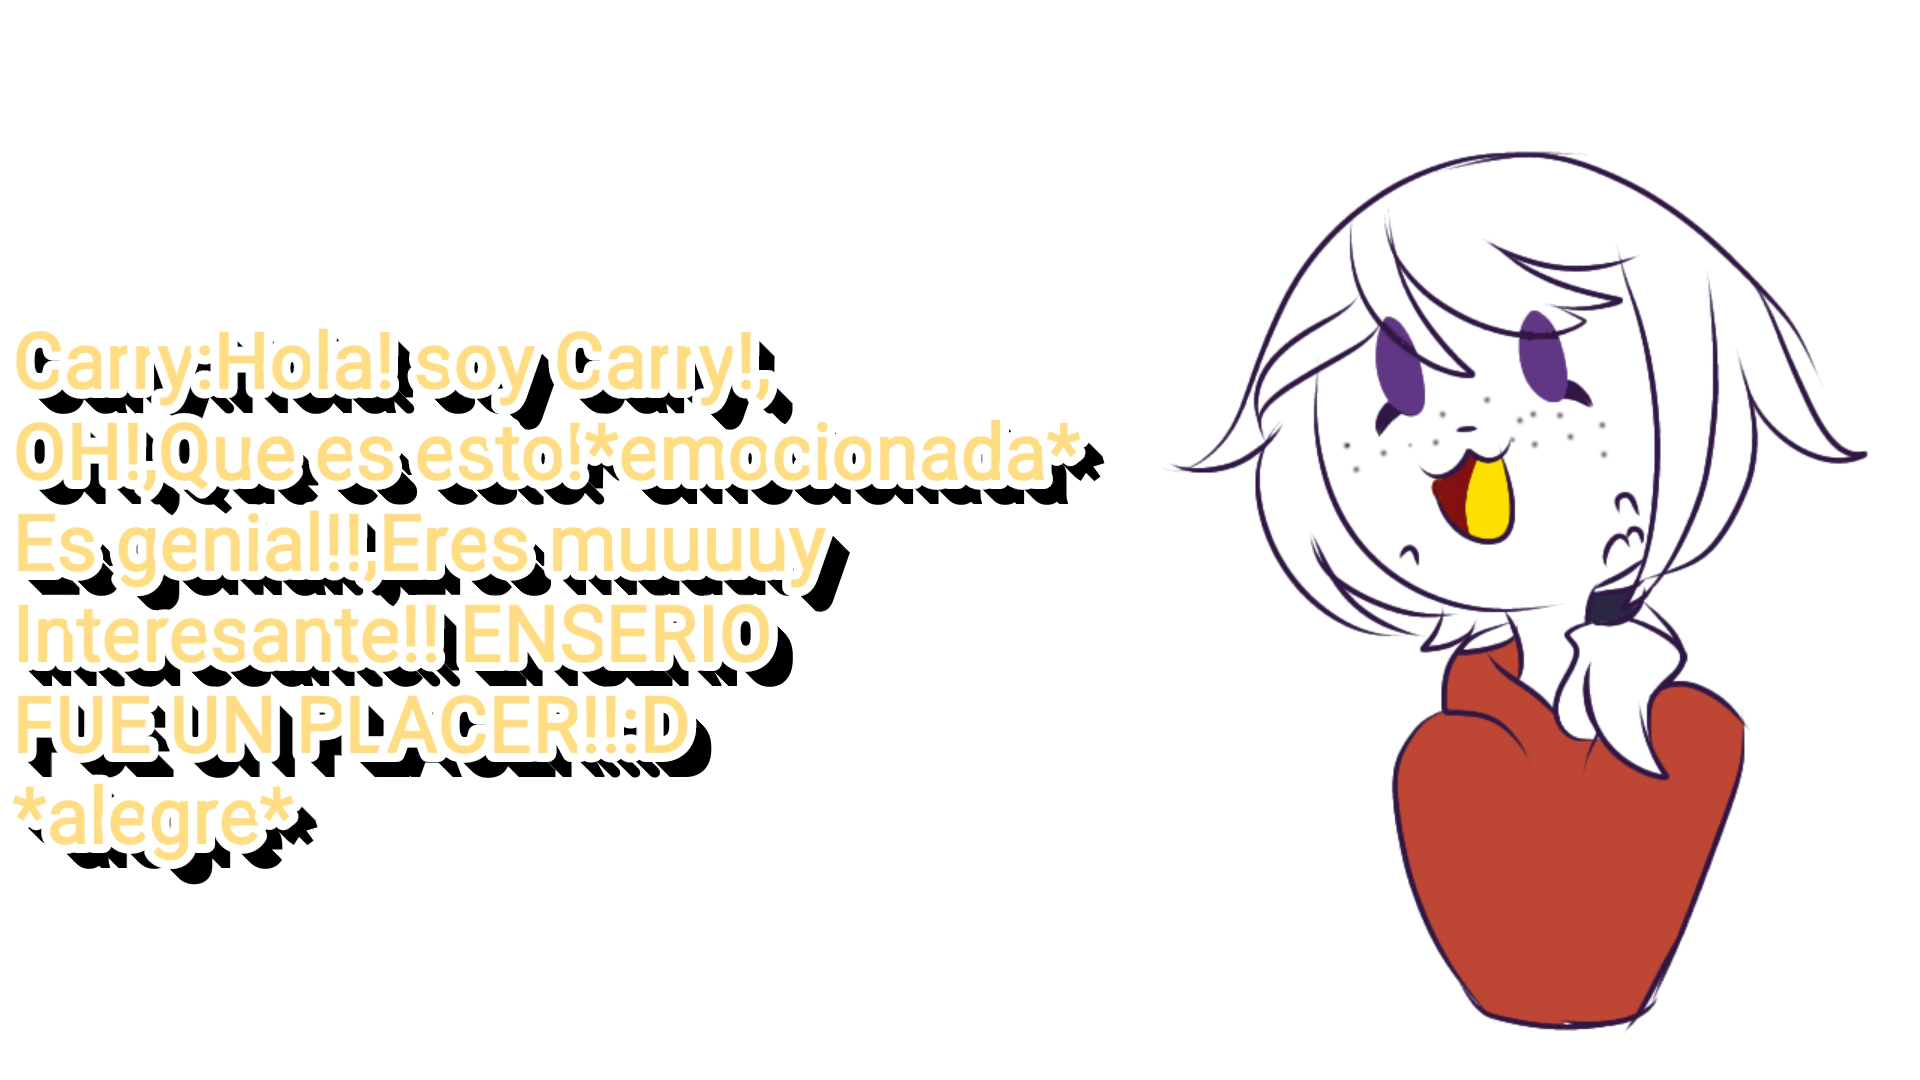 Carry:Hola! soy Carry!,
OH!,Que es esto!*emocionada*
Es genial!!,Eres muuuuy
Interesante!! ENSERIO
FUE UN PLACER!!:D
*alegre*